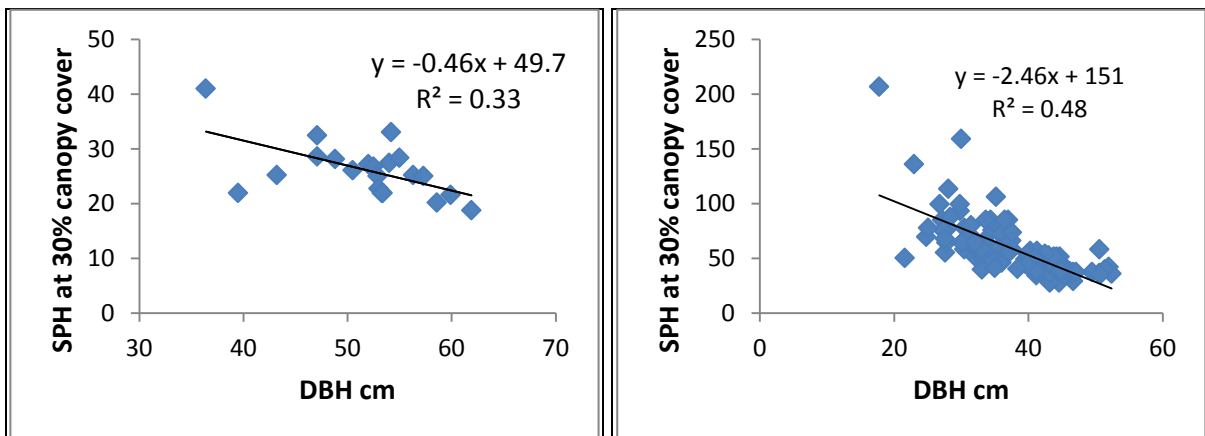 SPH at 30% canopy cover
50
40
30
20
10
0
y = -0.46x + 49.7
R² = 0.33
30 40 50 60 70
DBH cm
SPH at 30% canopy cover
250
200
150
100
50
0
y = -2.46x + 151
R² = 0.48
0 20 40 60
DBH cm